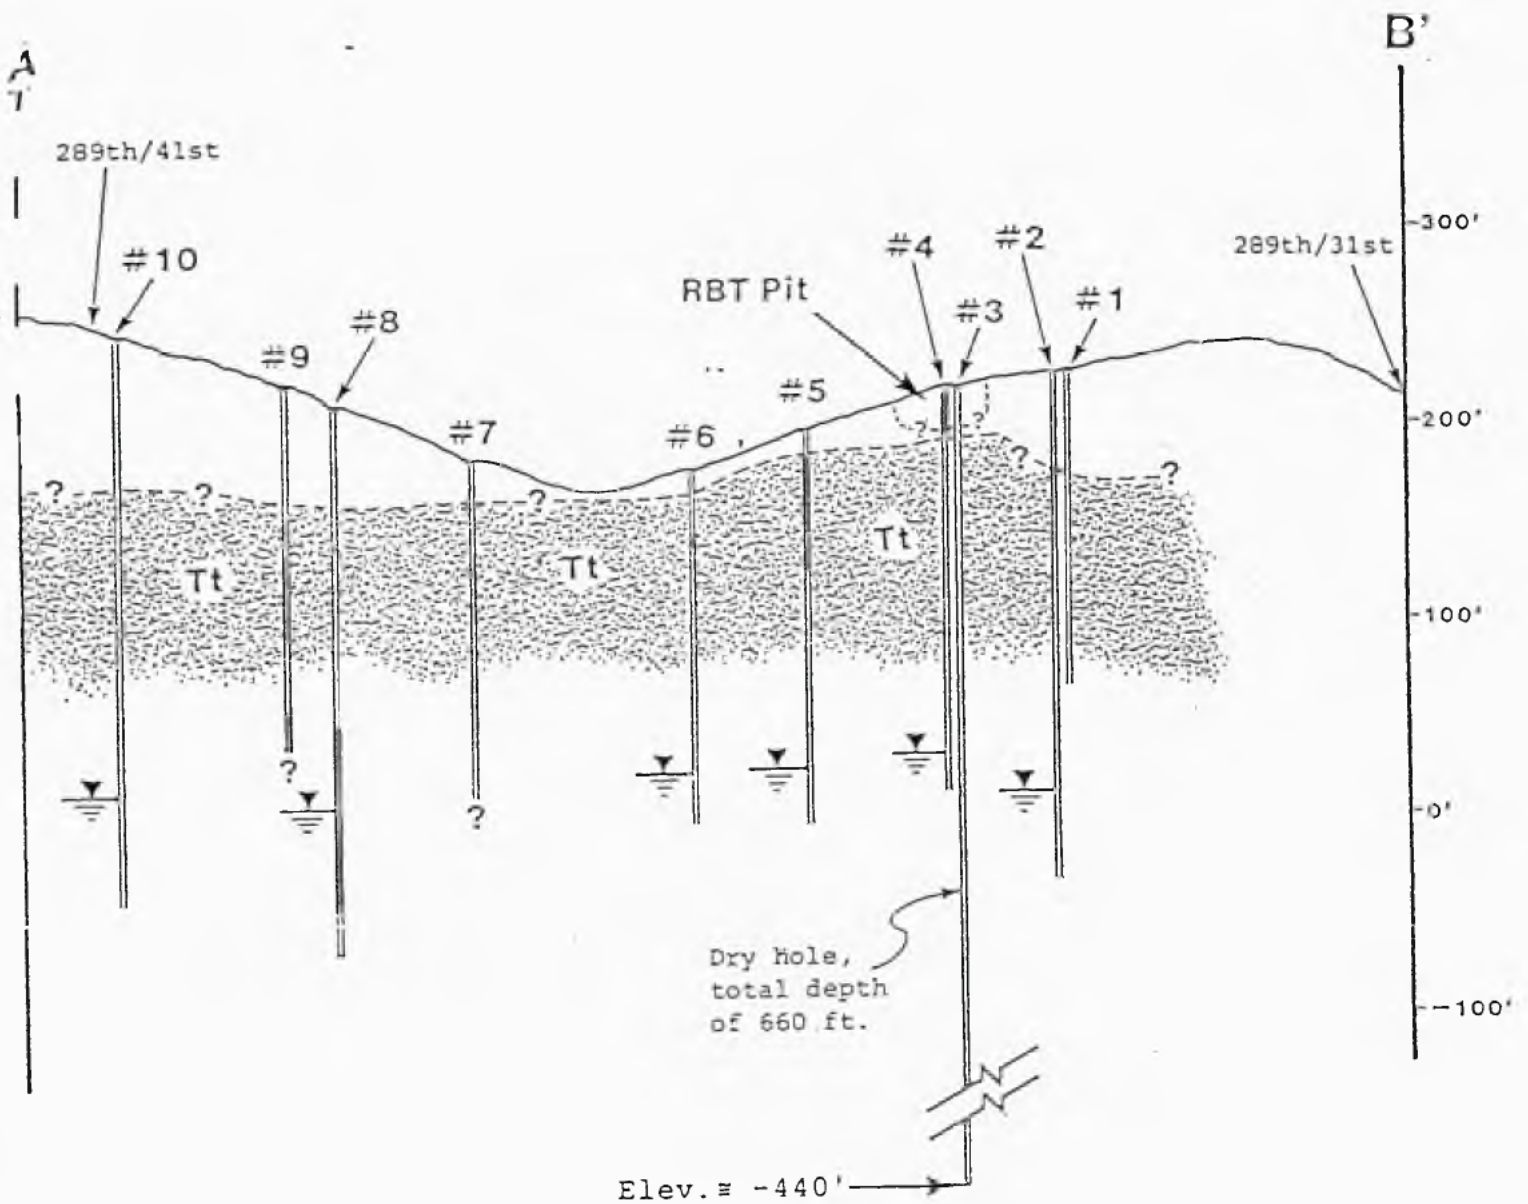 B'
A
289th/41st
#10
#9
#8
#7
RBT Pit
#6
#5
#4
#3
#2
#1
289th/31st
-300'
-200'
100'
-0'
-100'
?
?
?
?
?
?
?
Tt
Tt
Tt
?
?
Dry hole,
total depth
of 660 ft.
Elev.≅ -440'